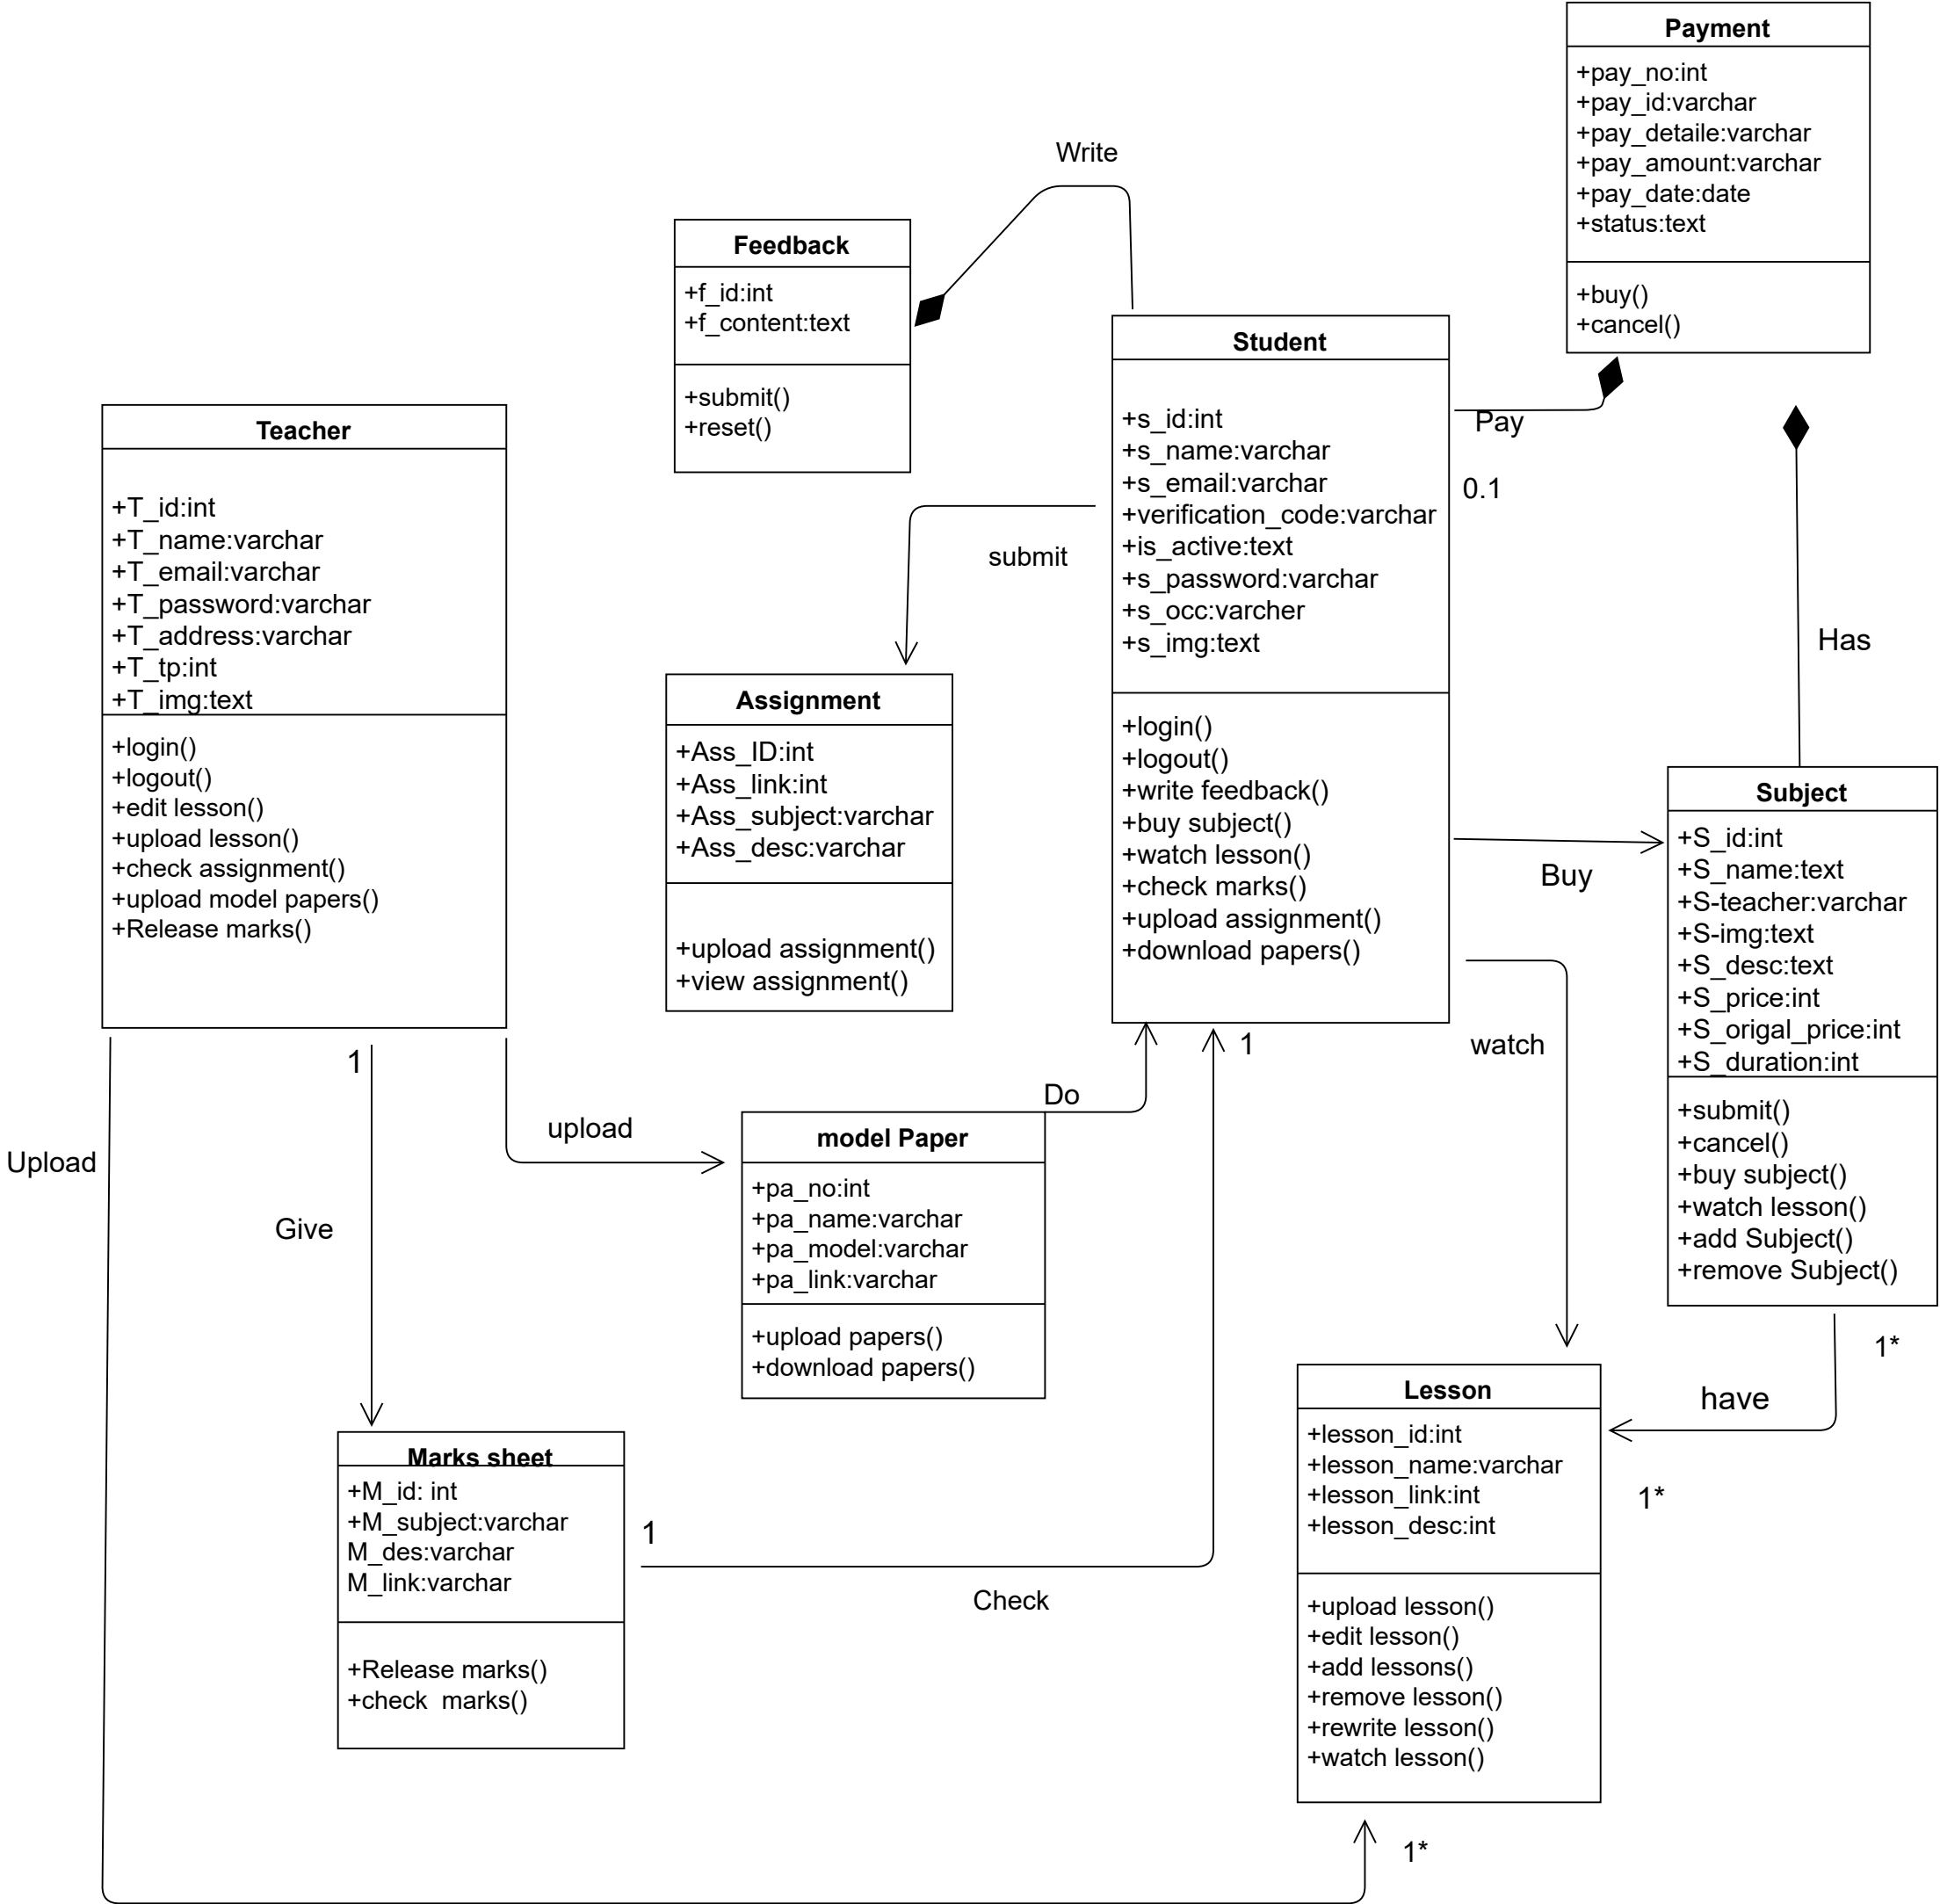 Payment
+pay_no:int
+pay_id:varchar
+pay_detaile:varchar
+pay_amount:varchar
+pay_date:date
+status:text
+buy()
+cancel()
Write
Feedback
+f_id:int
+f_content:text
+submit()
+reset()
Student
+s_id:int
+s_name:varchar
+s_email:varchar
+verification_code:varchar
+is_active:text
+s_password:varchar
+s_occ:varcher
+s_img:text
+login()
+logout()
+write feedback()
+buy subject()
+watch lesson()
+check marks()
+upload assignment()
+download papers()
Pay
0.1
Teacher
+T_id:int
+T_name:varchar
+T_email:varchar
+T_password:varchar
+T_address:varchar
+T_tp:int
+T_img:text
+login()
+logout()
+edit lesson()
+upload lesson()
+check assignment()
+upload model papers()
+Release marks()
submit
Has
Assignment
+Ass_ID:int
+Ass_link:int
+Ass_subject:varchar
+Ass_desc:varchar
+upload assignment()
+view assignment()
Subject
+S_id:int
+S_name:text
+S-teacher:varchar
+S-img:text
+S_desc:text
+S_price:int
+S_origal_price:int
+S_duration:int
+submit()
+cancel()
+buy subject()
+watch lesson()
+add Subject()
+remove Subject()
Buy
watch
1
1
Do
upload
Upload
Give
model Paper
+pa_no:int
+pa_name:varchar
+pa_model:varchar
+pa_link:varchar
+upload papers()
+download papers()
1*
have
1*
Lesson
+lesson_id:int
+lesson_name:varchar
+lesson_link:int
+lesson_desc:int
+upload lesson()
+edit lesson()
+add lessons()
+remove lesson()
+rewrite lesson()
+watch lesson()
Marks sheet
+M_id: int
+M_subject:varchar
M_des:varchar
M_link:varchar
+Release marks()
+check  marks()
1
Check
1*